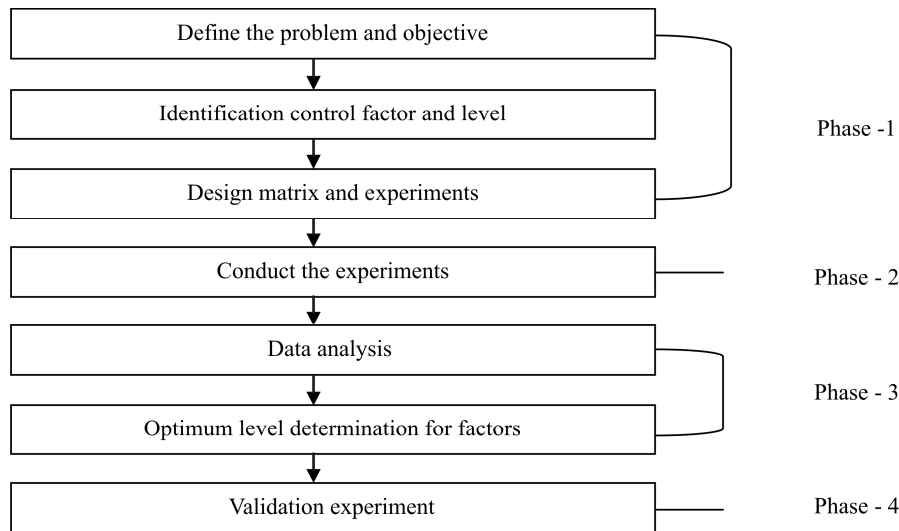 Define the problem and objective
Identification control factor and level
Phase -1
Design matrix and experiments
Conduct the experiments
Phase - 2
Data analysis
Phase - 3
Optimum level determination for factors
Validation experiment
Phase - 4